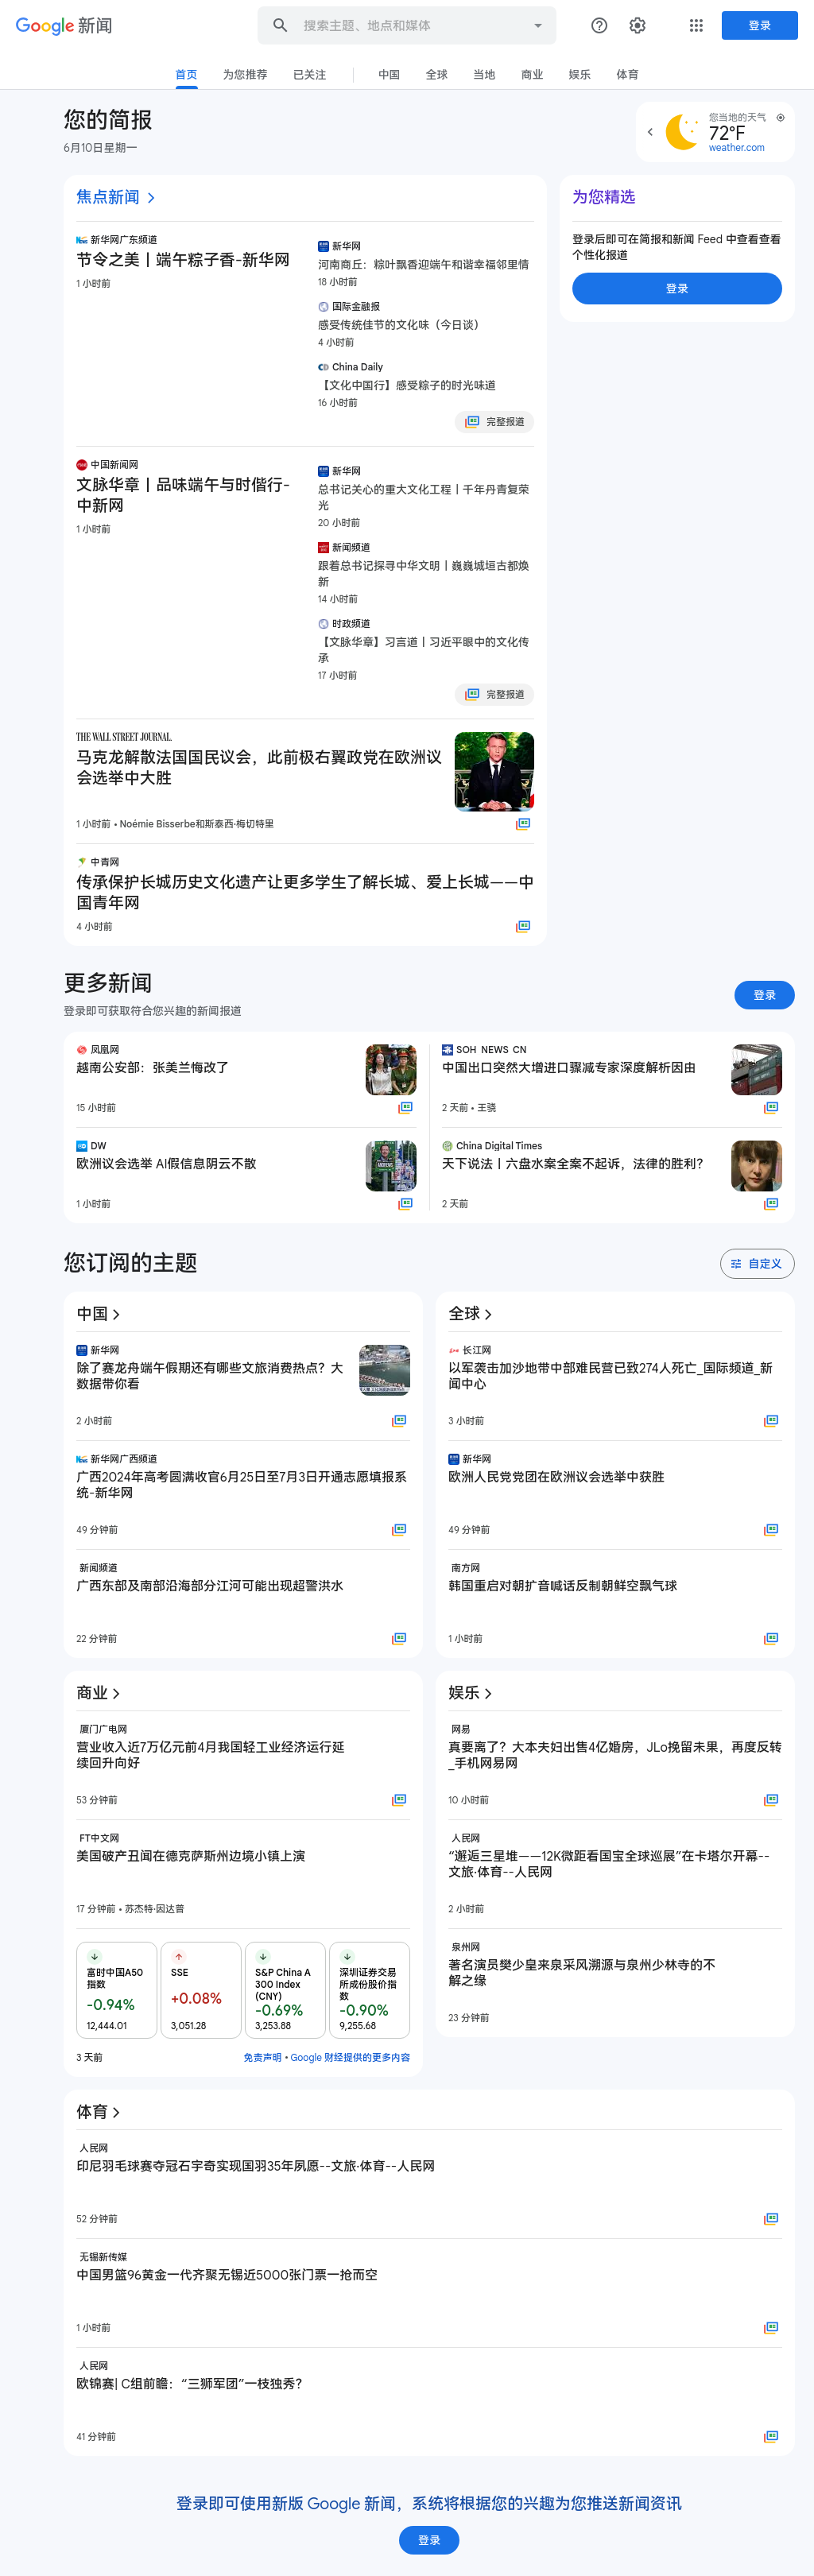 Google 新闻
搜索主题、地点和媒体
登录
首页
为您推荐
已关注
中国
全球
当地
商业
娱乐
体育
您的简报
6月10日星期一
您当地的天气
72°F
weather.com
焦点新闻
新华网广东频道
节令之美丨端午粽子香-新华网
1 小时前
新华网
河南商丘：粽叶飘香迎端午和谐幸福邻里情
18 小时前
国际金融报
感受传统佳节的文化味（今日谈）
4 小时前
China Daily
【文化中国行】感受粽子的时光味道
16 小时前
完整报道
中国新闻网
文脉华章丨品味端午与时偕行-
中新网
1 小时前
新华网
总书记关心的重大文化工程丨千年丹青复荣
光
20 小时前
新闻频道
跟着总书记探寻中华文明丨巍巍城垣古都焕
新
14 小时前
时政频道
【文脉华章】习言道丨习近平眼中的文化传
承
17 小时前
完整报道
THE WALL STREET JOURNAL.
马克龙解散法国国民议会，此前极右翼政党在欧洲议
会选举中大胜
1 小时前 • Noémie Bisserbe和斯泰西·梅切特里
中青网
传承保护长城历史文化遗产让更多学生了解长城、爱上长城——中
国青年网
4 小时前
为您精选
登录后即可在简报和新闻 Feed 中查看查看
个性化报道
登录
更多新闻
登录即可获取符合您兴趣的新闻报道
登录
凤凰网
越南公安部：张美兰悔改了
15 小时前
SOH_NEWS_CN
中国出口突然大增进口骤减专家深度解析因由
2 天前 • 王骁
DW
欧洲议会选举 AI假信息阴云不散
1 小时前
China Digital Times
天下说法丨六盘水案全案不起诉，法律的胜利？
2 天前
您订阅的主题
自定义
中国
新华网
除了赛龙舟端午假期还有哪些文旅消费热点？大
数据带你看
2 小时前
新华网广西频道
广西2024年高考圆满收官6月25日至7月3日开通志愿填报系
统-新华网
49 分钟前
新闻频道
广西东部及南部沿海部分江河可能出现超警洪水
22 分钟前
全球
长江网
以军袭击加沙地带中部难民营已致274人死亡_国际频道_新
闻中心
3 小时前
新华网
欧洲人民党党团在欧洲议会选举中获胜
49 分钟前
南方网
韩国重启对朝扩音喊话反制朝鲜空飘气球
1 小时前
商业
厦门广电网
营业收入近7万亿元前4月我国轻工业经济运行延
续回升向好
53 分钟前
FT中文网
美国破产丑闻在德克萨斯州边境小镇上演
17 分钟前 • 苏杰特·因达普
富时中国A50
指数
-0.94%
12,444.01
SSE
+0.08%
3,051.28
S&P China A
300 Index
(CNY)
-0.69%
3,253.88
深圳证券交易
所成份股价指
数
-0.90%
9,255.68
3 天前
免责声明 • Google 财经提供的更多内容
娱乐
网易
真要离了？大本夫妇出售4亿婚房，JLo挽留未果，再度反转
_手机网易网
10 小时前
人民网
“邂逅三星堆——12K微距看国宝全球巡展”在卡塔尔开幕--
文旅·体育--人民网
2 小时前
泉州网
著名演员樊少皇来泉采风溯源与泉州少林寺的不
解之缘
23 分钟前
体育
人民网
印尼羽毛球赛夺冠石宇奇实现国羽35年夙愿--文旅·体育--人民网
52 分钟前
无锡新传媒
中国男篮96黄金一代齐聚无锡近5000张门票一抢而空
1 小时前
人民网
欧锦赛| C组前瞻：“三狮军团”一枝独秀？
41 分钟前
登录即可使用新版 Google 新闻，系统将根据您的兴趣为您推送新闻资讯
登录